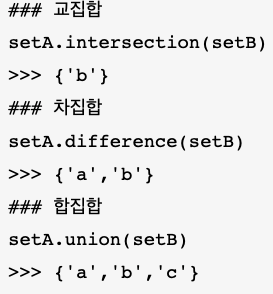 ### 교집합
setA.intersection(setB)
>>> {'b'}
### 차집합
setA.difference(setB)
>>> {'a','b'}
### 합집합
setA.union(setB)
>>> {'a','b','c'}